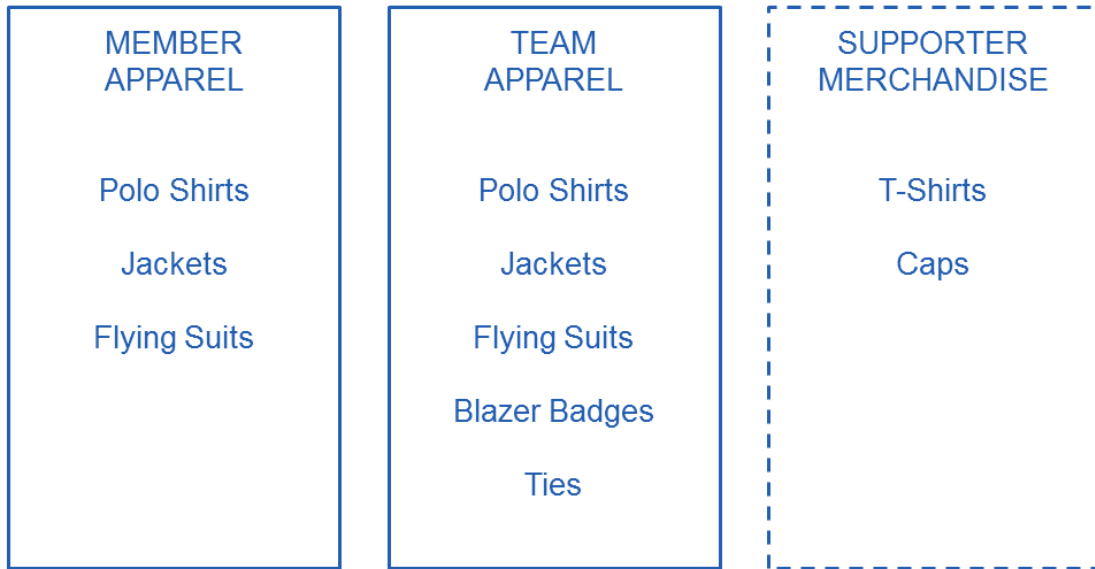 MEMBER
APPAREL
Polo Shirts
Jackets
Flying Suits
TEAM
APPAREL
Polo Shirts
Jackets
Flying Suits
Blazer Badges
Ties
SUPPORTER
MERCHANDISE
T-Shirts
Caps